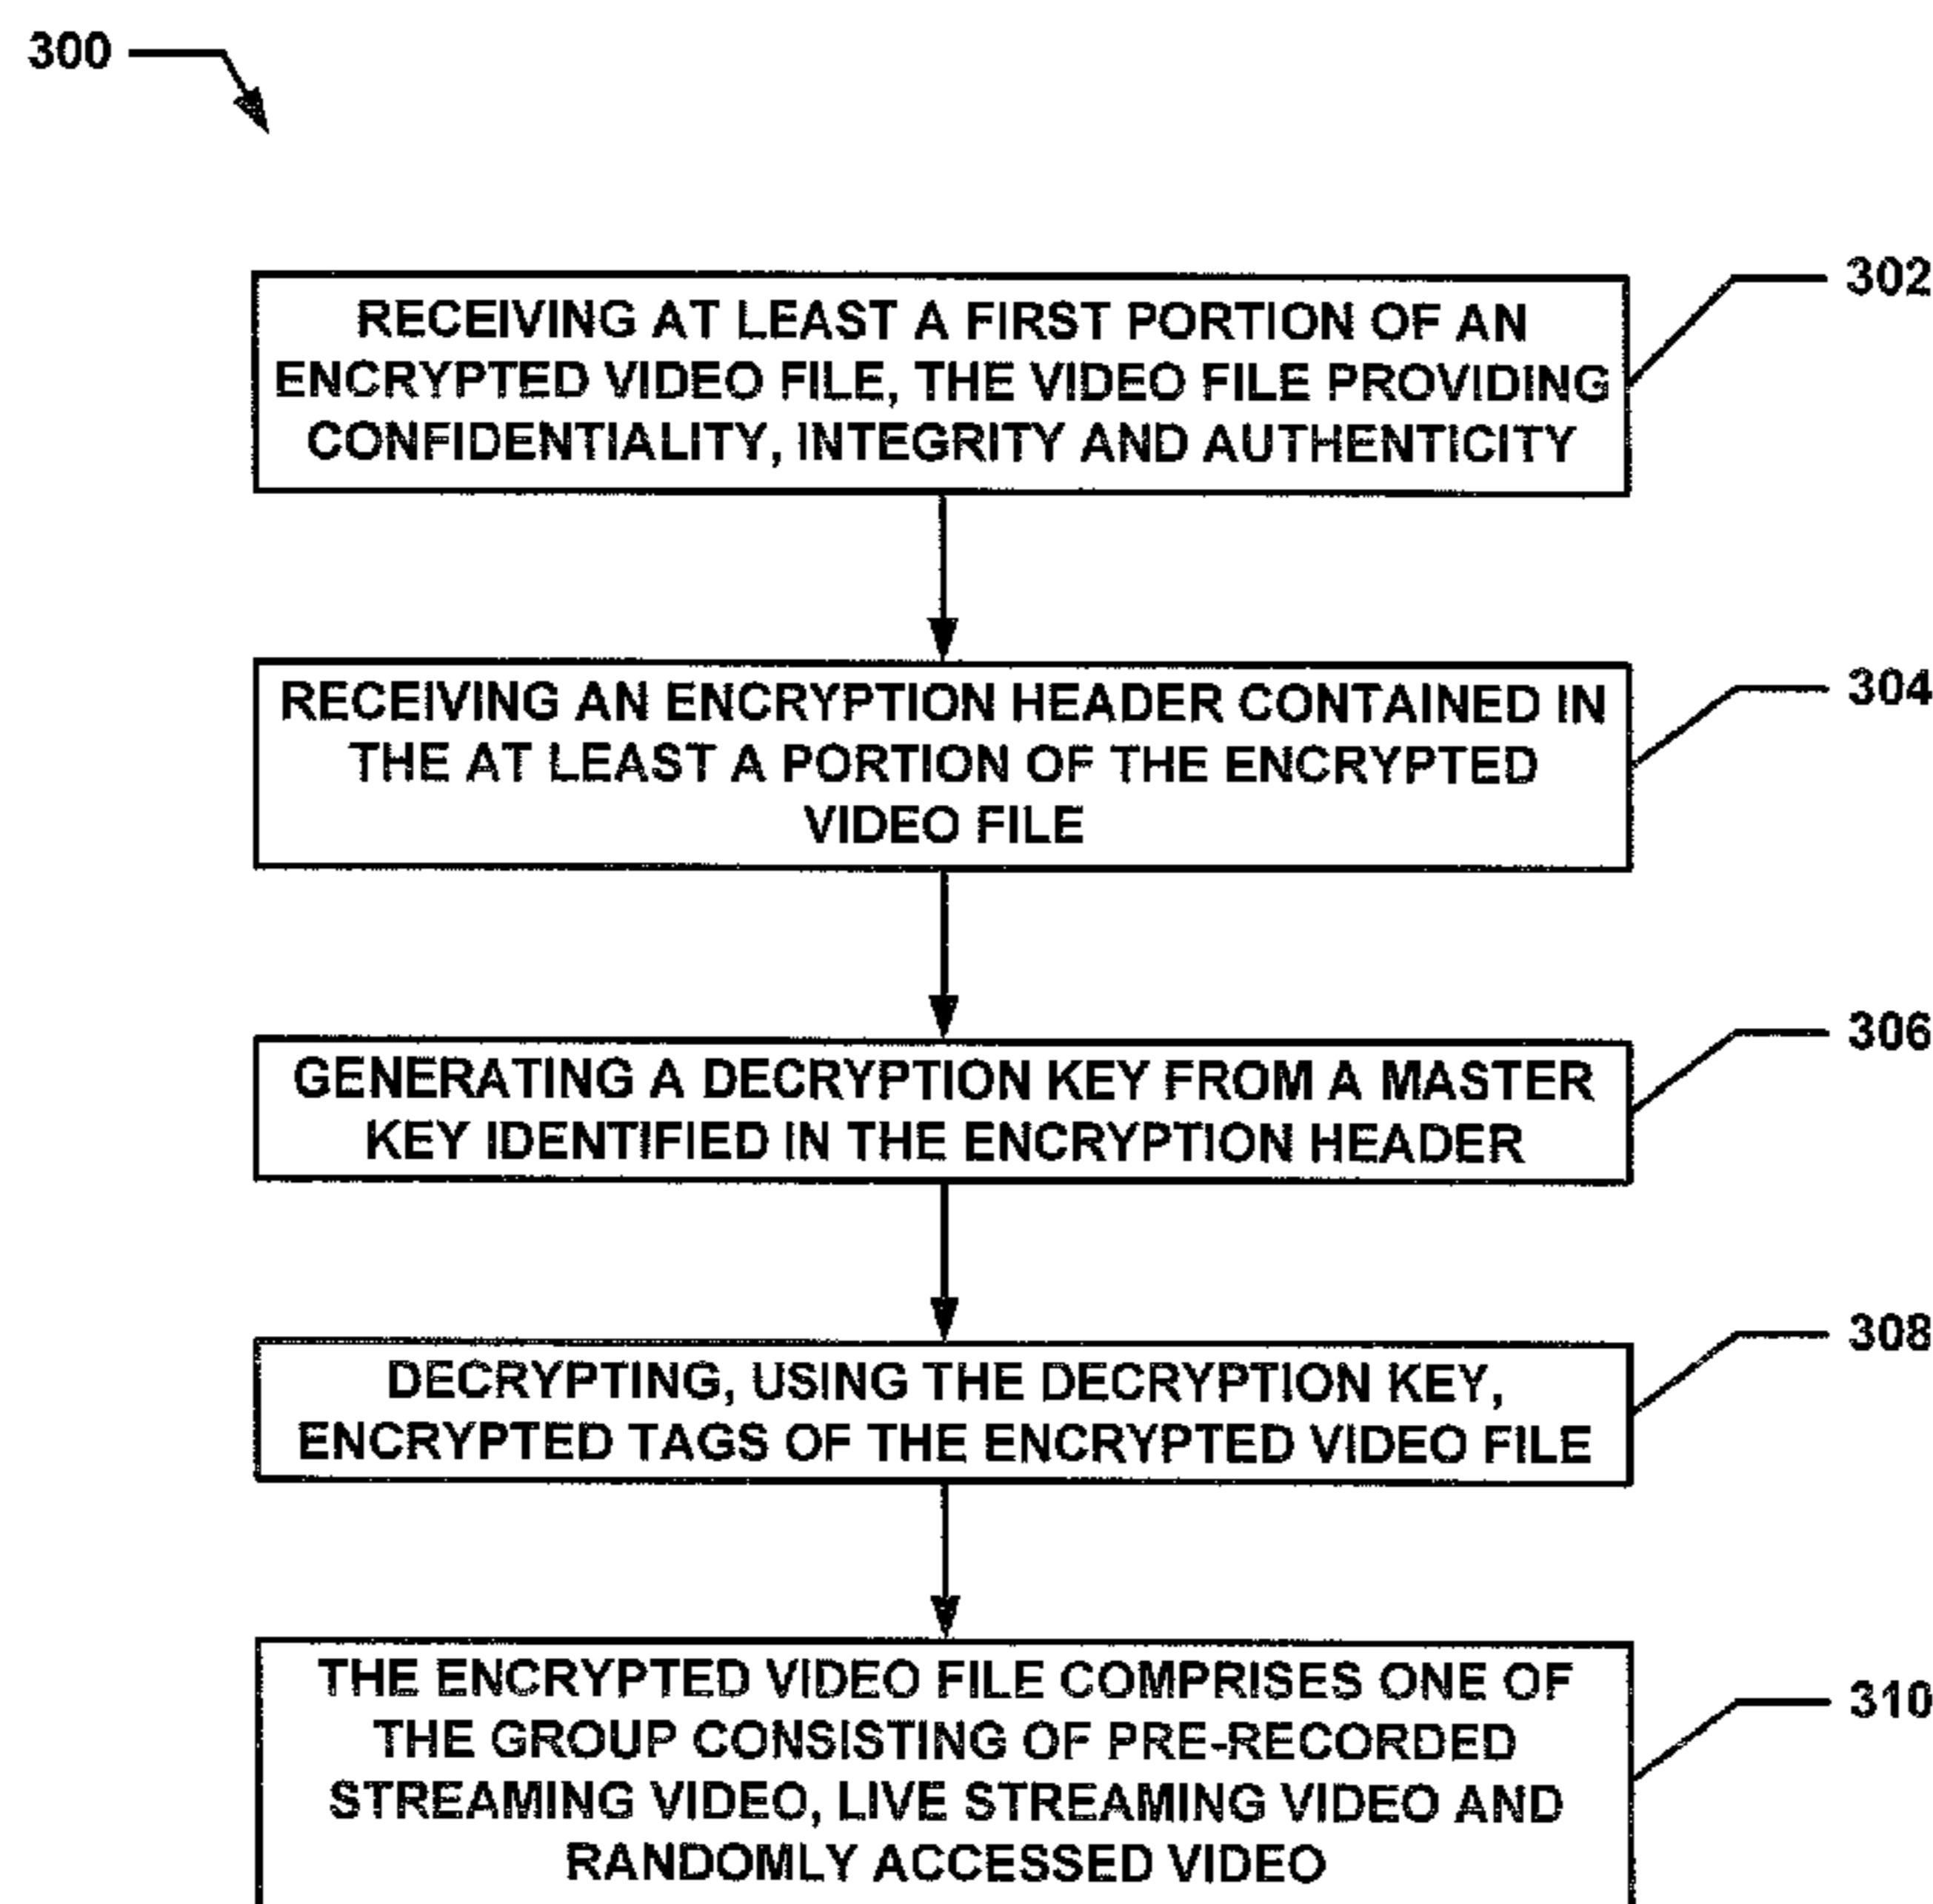 300
302
RECEIVING AT LEAST A FIRST PORTION OF AN
ENCRYPTED VIDEO FILE, THE VIDEO FILE PROVIDING
CONFIDENTIALITY, INTEGRITY AND AUTHENTICITY
304
RECEIVING AN ENCRYPTION HEADER CONTAINED IN
THE AT LEAST A PORTION OF THE ENCRYPTED
VIDEO FILE
306
GENERATING A DECRYPTION KEY FROM A MASTER
KEY IDENTIFIED IN THE ENCRYPTION HEADER
308
DECRYPTING, USING THE DECRYPTION KEY,
ENCRYPTED TAGS OF THE ENCRYPTED VIDEO FILE
310
THE ENCRYPTED VIDEO FILE COMPRISES ONE OF
THE GROUP CONSISTING OF PRE-RECORDED
STREAMING VIDEO, LIVE STREAMING VIDEO AND
RANDOMLY ACCESSED VIDEO